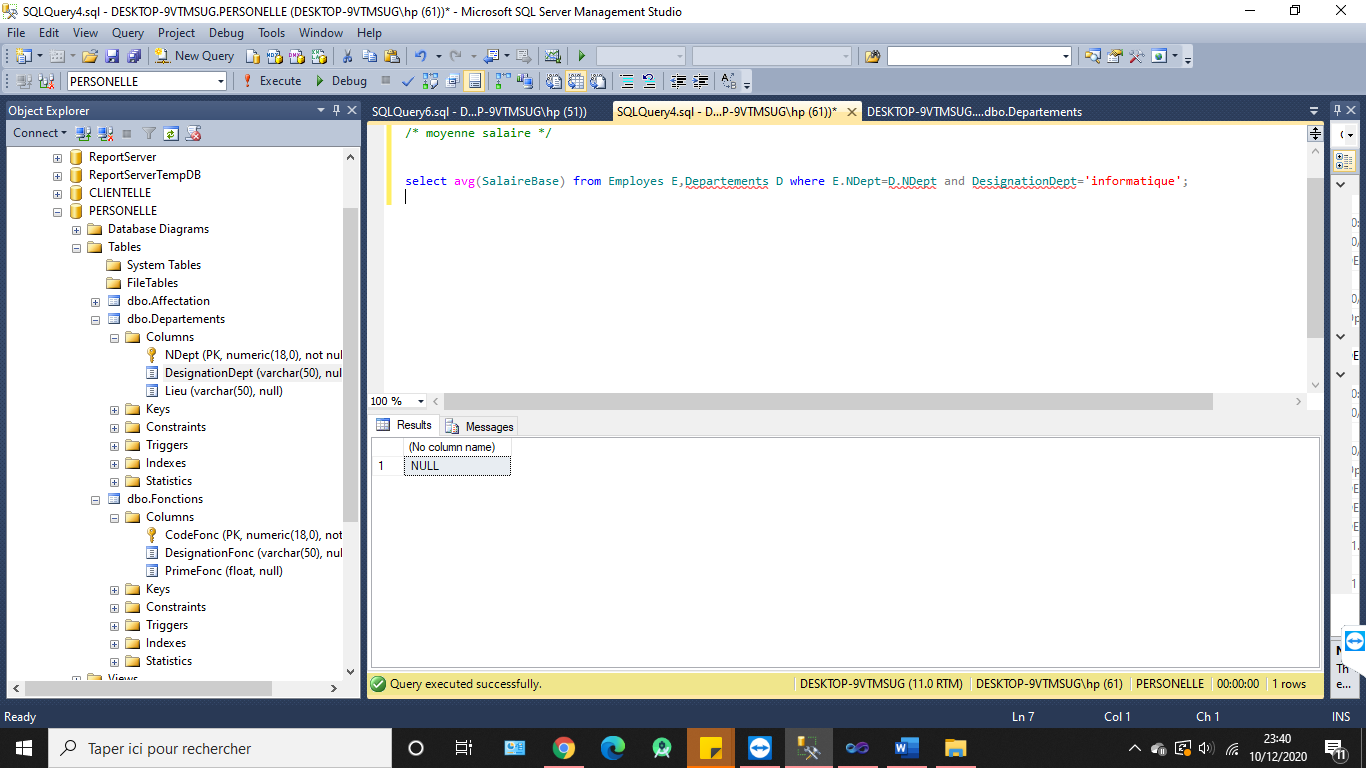 SQLQuery4.sql - DESKTOP-9VTMSUG.PERSONELLE (DESKTOP-9VTMSUG\hp (61))* - Microsoft SQL Server Management Studio
File Edit View Query Project Debug Tools Window Help
New Query
PERSONELLE Execute Debug
Object Explorer
Connect
ReportServer
ReportServerTempDB
CLIENTELLE
PERSONELLE
Database Diagrams
Tables
System Tables
FileTables
dbo.Affectation
dbo.Departements
Columns
NDept (PK, numeric(18,0), not nul
DesignationDept (varchar(50), nul
Lieu (varchar(50), null)
Keys
Constraints
Triggers
Indexes
Statistics
dbo.Fonctions
Columns
CodeFonc (PK, numeric(18,0), not
DesignationFonc (varchar(50), nul
PrimeFonc (float, null)
Keys
Constraints
Triggers
Indexes
Statistics
Views
SQLQuery6.sql - D...P-9VTMSUG\hp (51)) SQLQuery4.sql - D...P-9VTMSUG\hp (61))* DESKTOP-9VTMSUG....dbo.Departements
/* moyenne salaire */
select avg(SalaireBase) from Employes E,Departements D where E.NDept=D.NDept and DesignationDept='informatique';
100 %
Results Messages
(No column name)
1 NULL
Query executed successfully. DESKTOP-9VTMSUG (11.0 RTM) DESKTOP-9VTMSUG\hp (61) PERSONELLE 00:00:00 1 rows
Th
e...
Ready Ln 7 Col 1 Ch 1 INS
Taper ici pour rechercher
23:40
10/12/2020
11